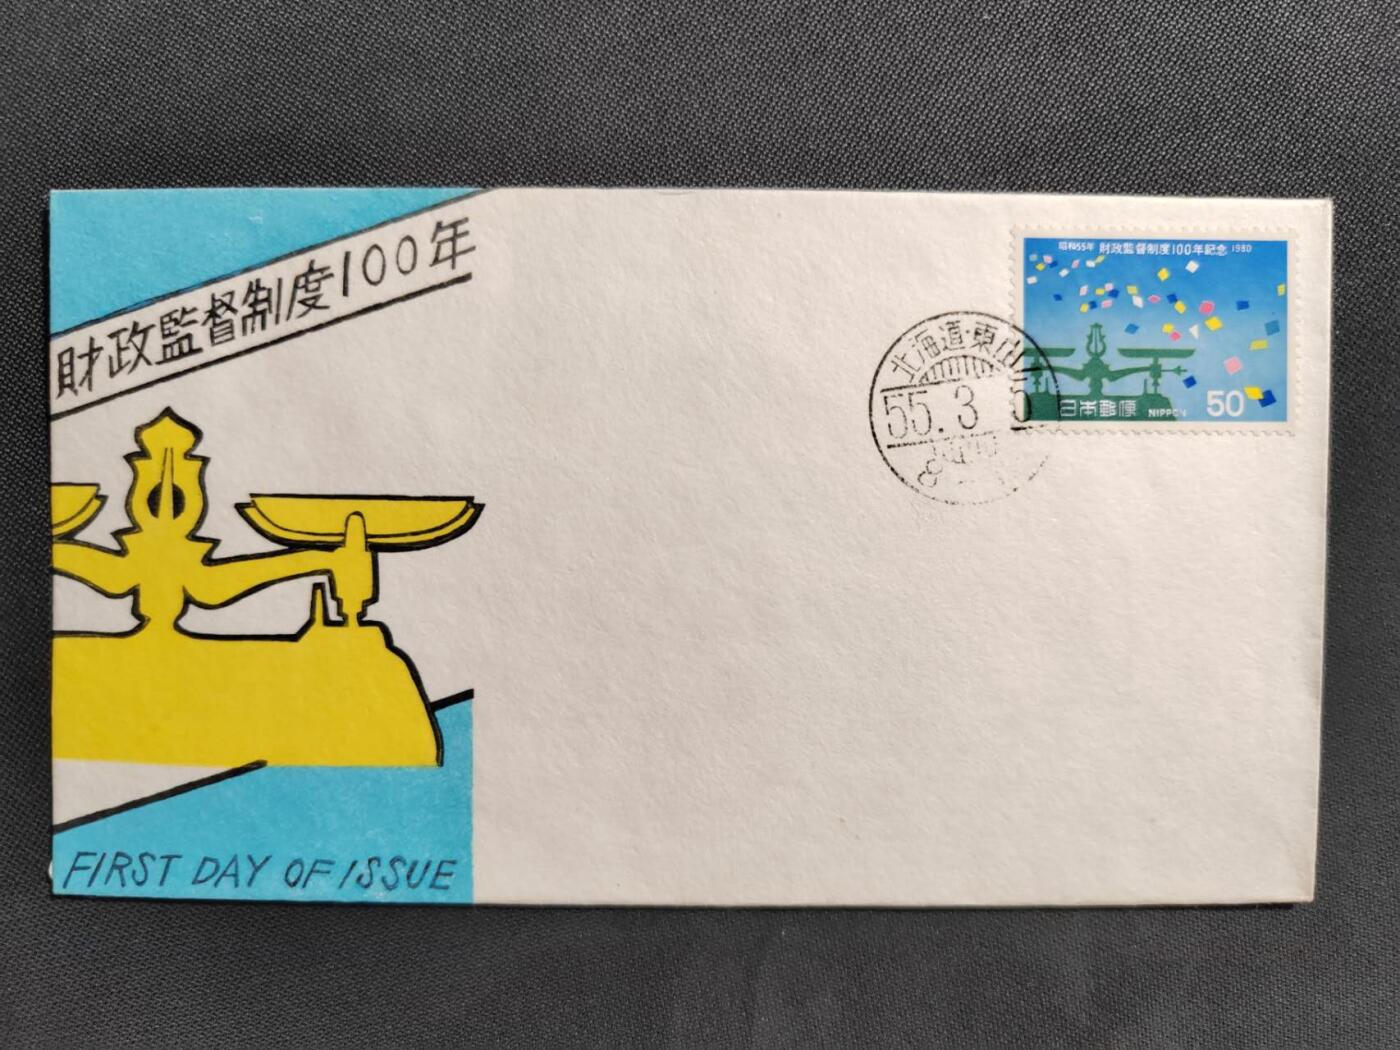 財政監督制度100年
FIRST DAY OF ISSUE
昭和55年 財政監督制度100年記念 1980
日本郵便 NIPPON 50
北海道・東山
55.3